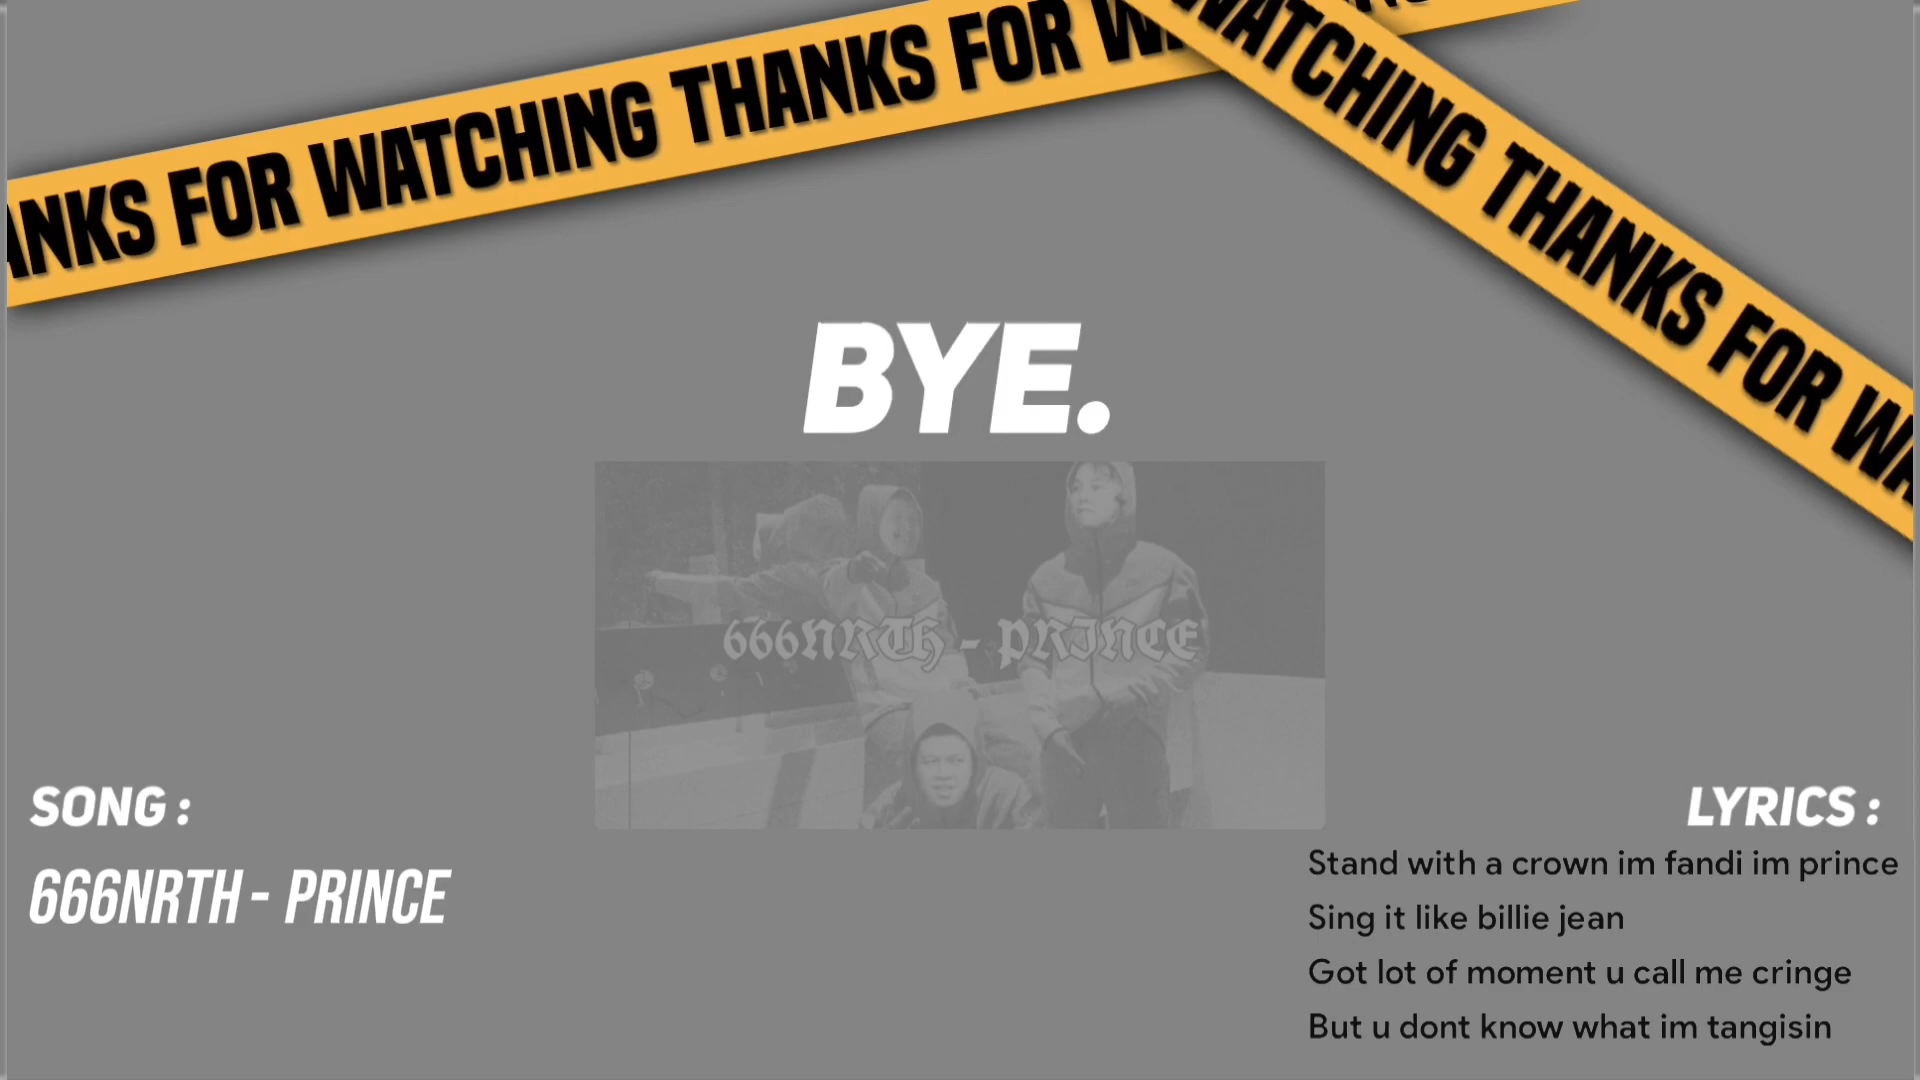 ANKS FOR WATCHING THANKS FOR WA
WATCHING THANKS FOR WA
BYE.
666NRTH - PRINCE
SONG :
666NRTH - PRINCE
LYRICS :
Stand with a crown im fandi im prince
Sing it like billie jean
Got lot of moment u call me cringe
But u dont know what im tangisin